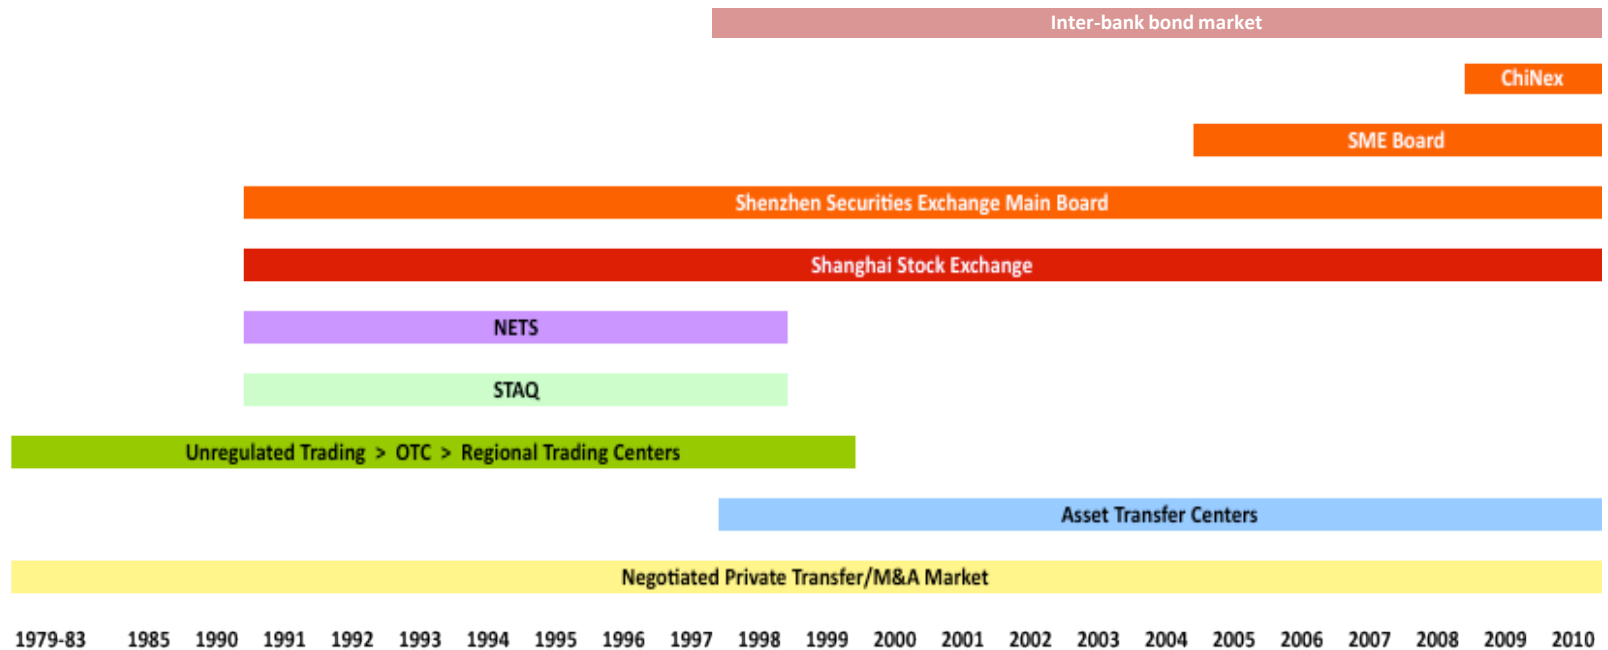 Inter-bank bond market
ChiNex
SME Board
Shenzhen Securities Exchange Main Board
Shanghai Stock Exchange
NETS
STAQ
Unregulated Trading > OTC > Regional Trading Centers
Asset Transfer Centers
Negotiated Private Transfer/M&A Market
1979-83 1985 1990 1991 1992 1993 1994 1995 1996 1997 1998 1999 2000 2001 2002 2003 2004 2005 2006 2007 2008 2009 2010